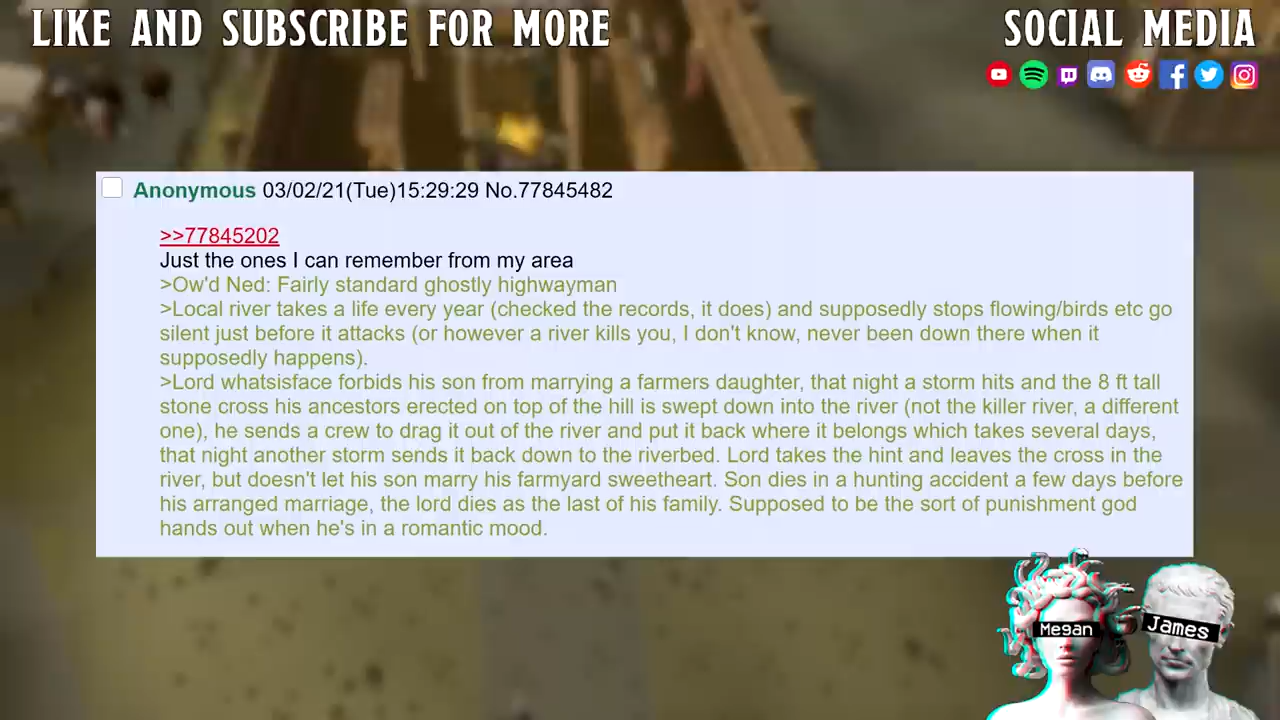 LIKE AND SUBSCRIBE FOR MORE
SOCIAL MEDIA
Anonymous 03/02/21(Tue)15:29:29 No.77845482
>>77845202
Just the ones I can remember from my area
>Ow'd Ned: Fairly standard ghostly highwayman
>Local river takes a life every year (checked the records, it does) and supposedly stops flowing/birds etc go
silent just before it attacks (or however a river kills you, I don't know, never been down there when it
supposedly happens).
>Lord whatsisface forbids his son from marrying a farmers daughter, that night a storm hits and the 8 ft tall
stone cross his ancestors erected on top of the hill is swept down into the river (not the killer river, a different
one), he sends a crew to drag it out of the river and put it back where it belongs which takes several days,
that night another storm sends it back down to the riverbed. Lord takes the hint and leaves the cross in the
river, but doesn't let his son marry his farmyard sweetheart. Son dies in a hunting accident a few days before
his arranged marriage, the lord dies as the last of his family. Supposed to be the sort of punishment god
hands out when he's in a romantic mood.
Megan
James